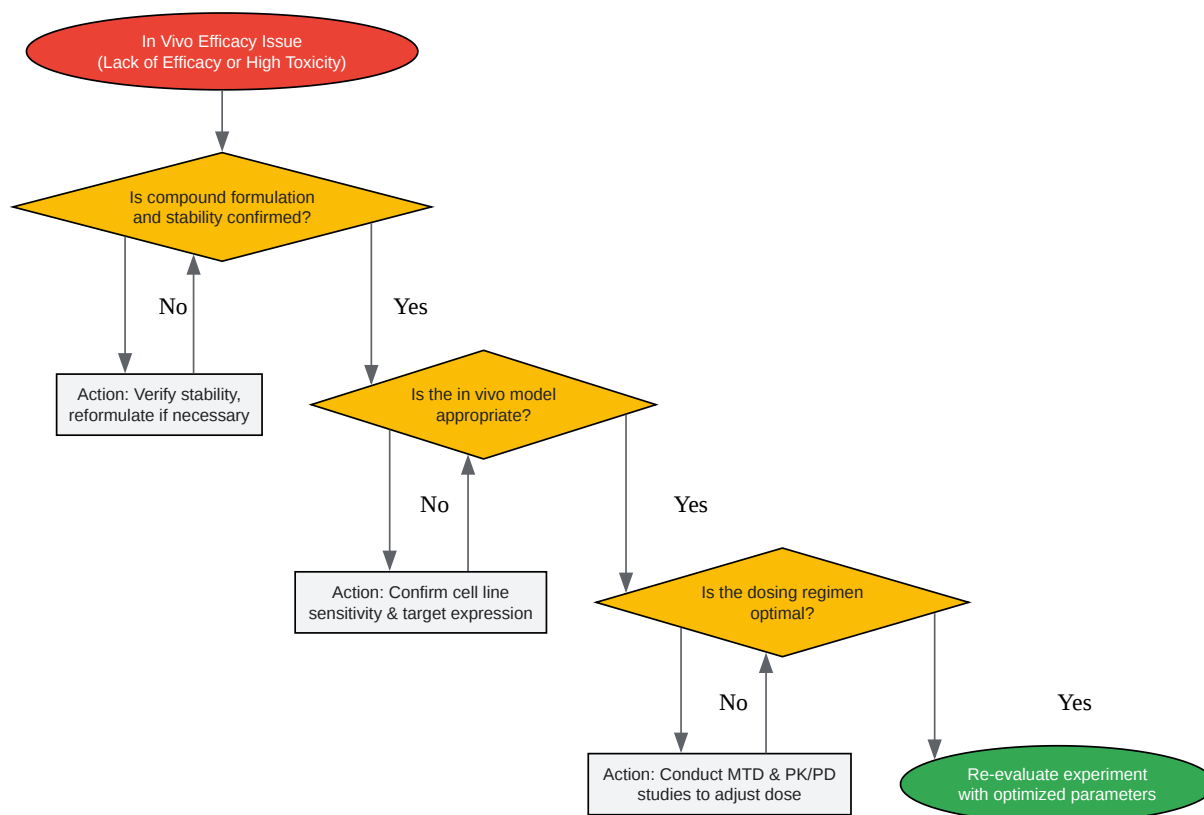 In Vivo Efficacy Issue
(Lack of Efficacy or High Toxicity)
Is compound formulation
and stability confirmed?
No
Yes
Action: Verify stability,
reformulate if necessary
Is the in vivo model
appropriate?
No
Yes
Action: Confirm cell line
sensitivity & target expression
Is the dosing regimen
optimal?
No
Yes
Action: Conduct MTD & PK/PD
studies to adjust dose
Re-evaluate experiment
with optimized parameters